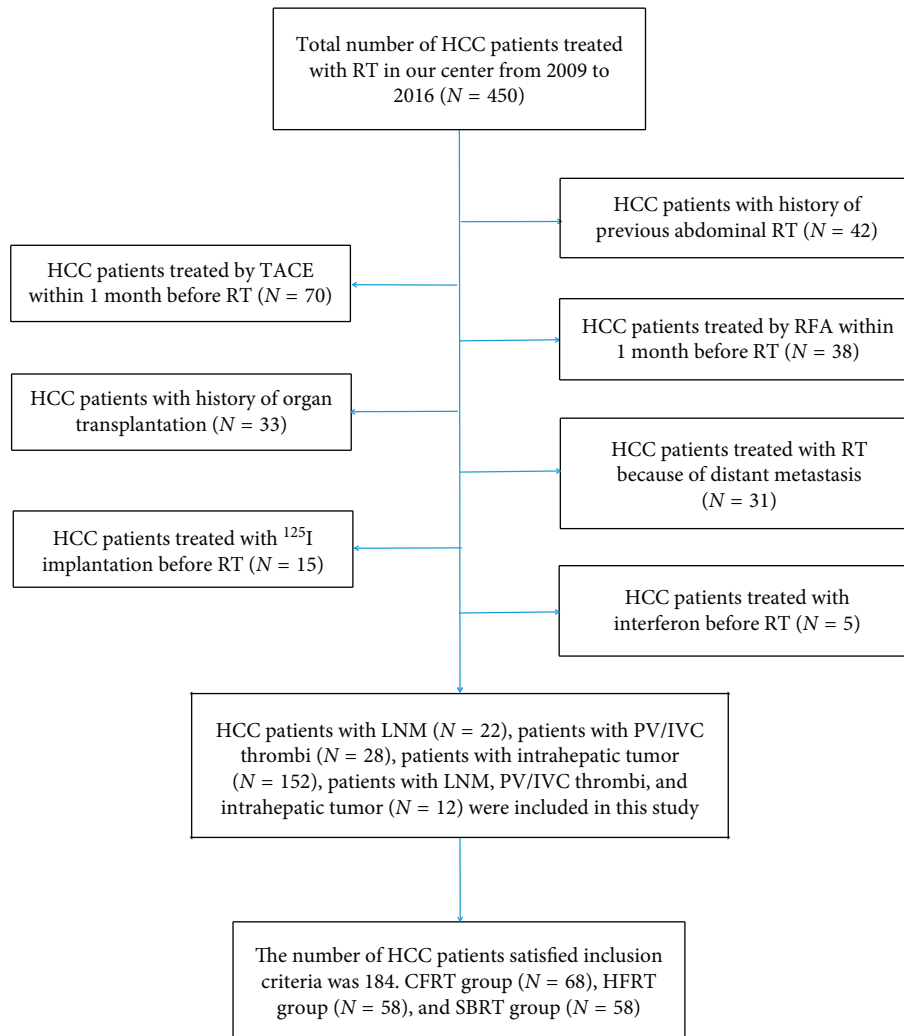 Total number of HCC patients treated
with RT in our center from 2009 to
2016 (N = 450)
HCC patients with history of
previous abdominal RT (N = 42)
HCC patients treated by TACE
within 1 month before RT (N = 70)
HCC patients treated by RFA within
1 month before RT (N = 38)
HCC patients with history of organ
transplantation (N = 33)
HCC patients treated with RT
because of distant metastasis
(N = 31)
HCC patients treated with ¹²⁵I
implantation before RT (N = 15)
HCC patients treated with
interferon before RT (N = 5)
HCC patients with LNM (N = 22), patients with PV/IVC
thrombi (N = 28), patients with intrahepatic tumor
(N = 152), patients with LNM, PV/IVC thrombi, and
intrahepatic tumor (N = 12) were included in this study
The number of HCC patients satisfied inclusion
criteria was 184. CFRT group (N = 68), HFRT
group (N = 58), and SBRT group (N = 58)